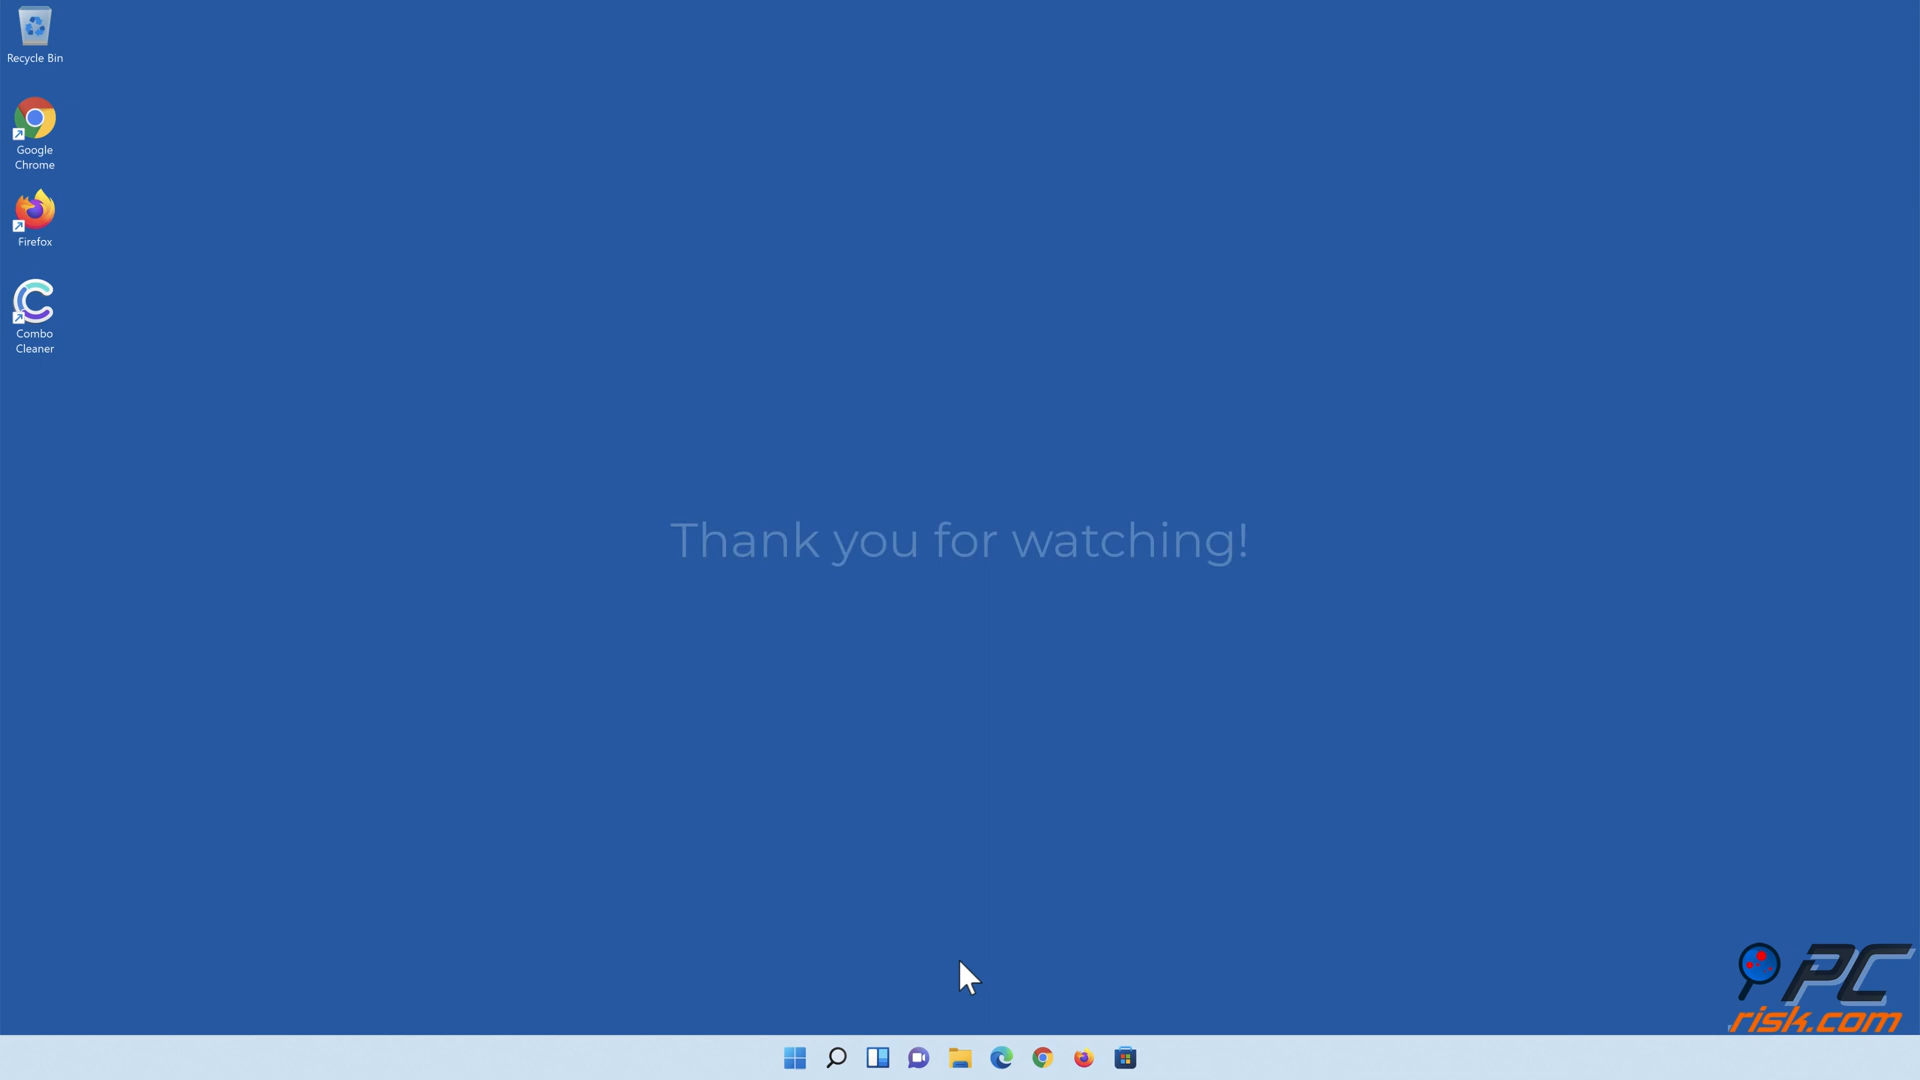 Recycle Bin
Google
Chrome
Firefox
Combo
Cleaner
Thank you for watching!
PC
risk.com